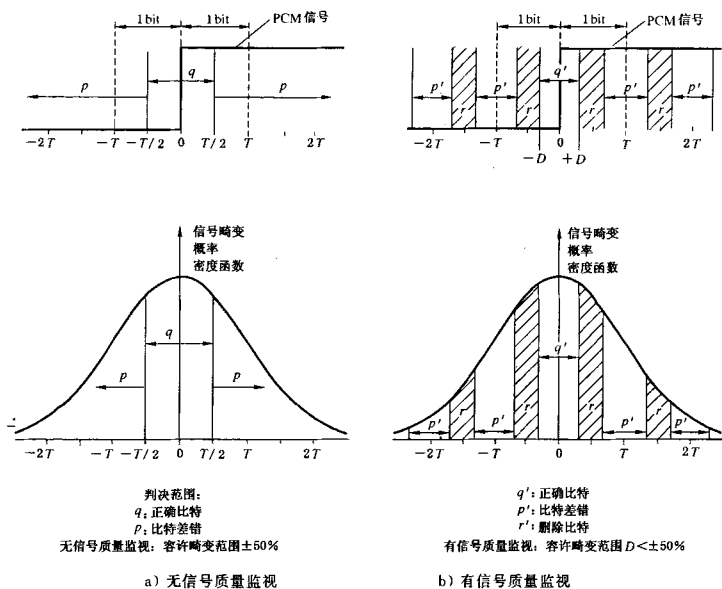 1 bit 1 bit PCM 信号
p q p
−2T −T −T/2 0 T/2 T 2T
信号畸变
概率
密度函数
q
p p
−2T −T −T/2 0 T/2 T 2T
判决范围:
q:正确比特
p:比特差错
无信号质量监视:容许畸变范围±50%
a) 无信号质量监视
1 bit 1 bit PCM 信号
p′ r p′ r q′ r p′ r p′
−2T −T 0 T 2T
−D +D
信号畸变
概率
密度函数
q′
p′ r p′ r r p′ r p′
−2T −T 0 T 2T
q′:正确比特
p′:比特差错
r′:删除比特
有信号质量监视:容许畸变范围D<±50%
b) 有信号质量监视